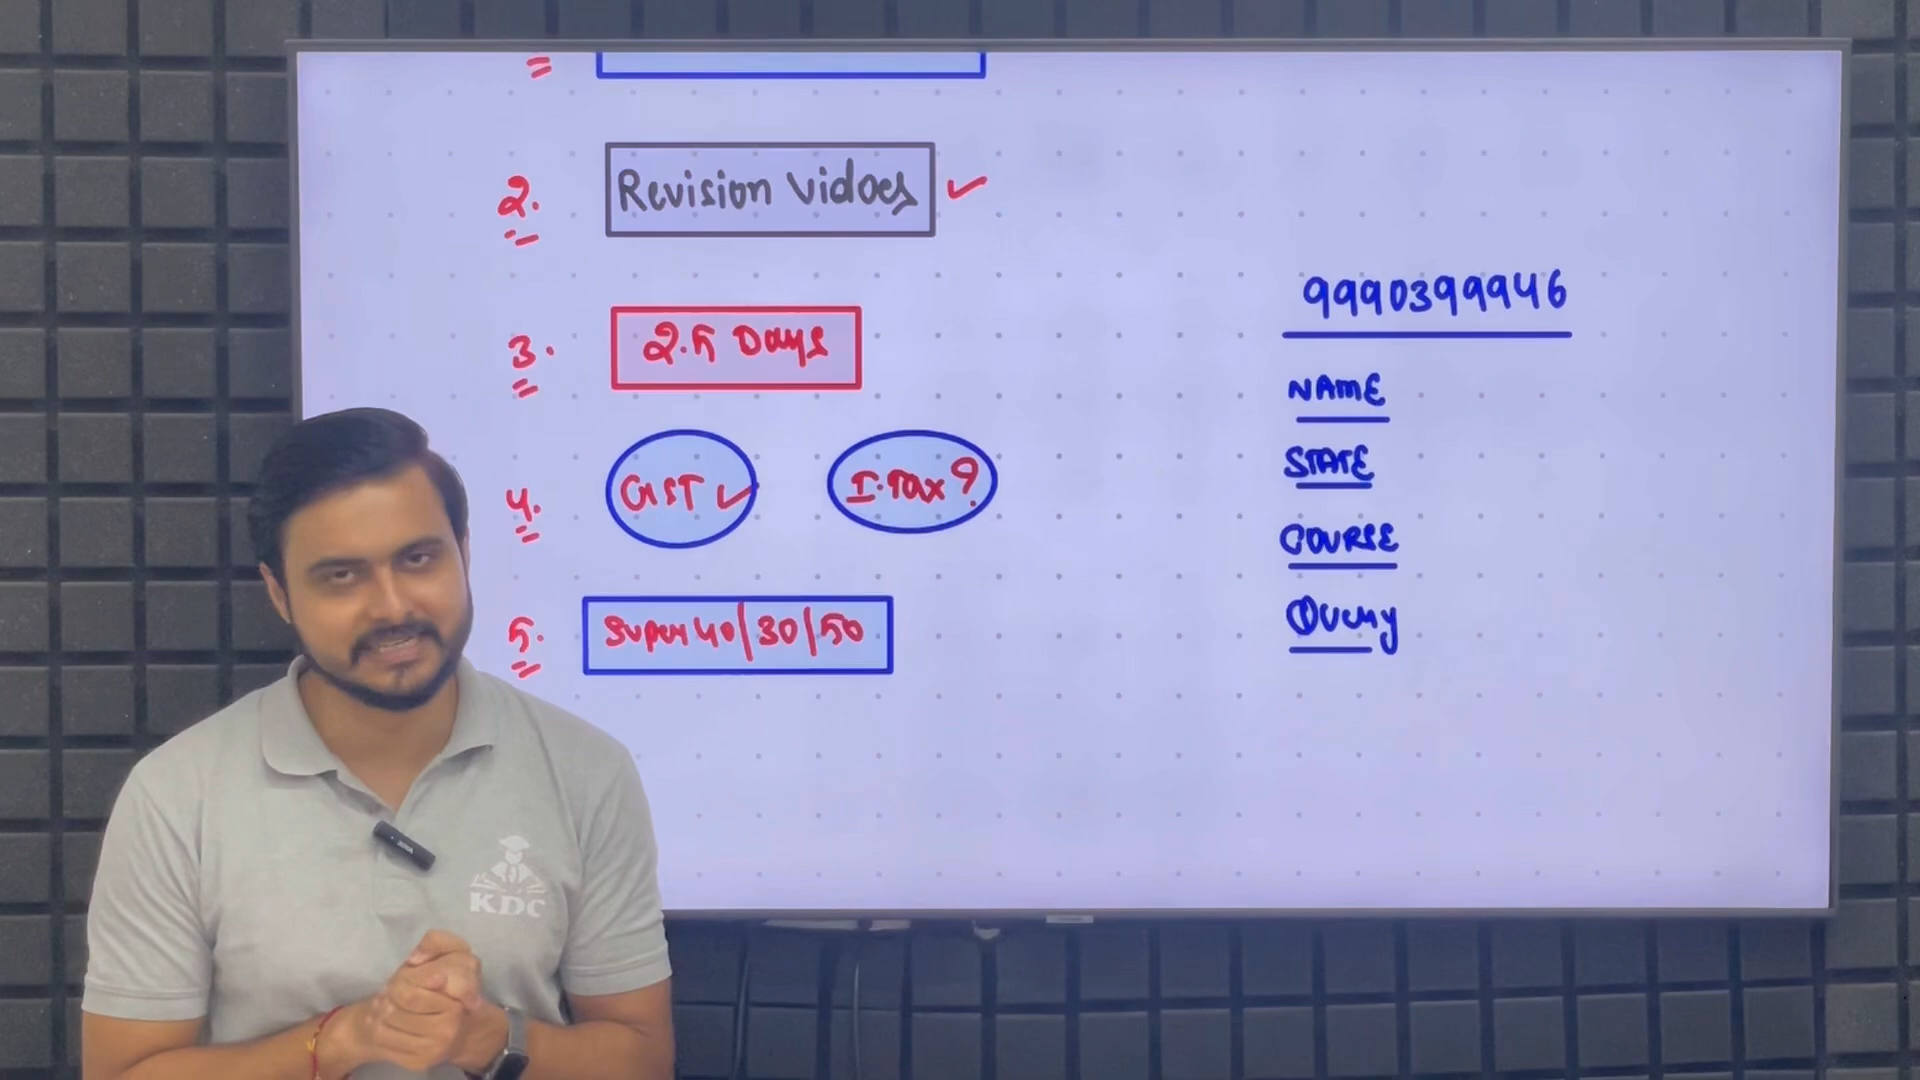 2. Revision Vidoes ✓
3. 2.5 Days
4. GST ✓ I.Tax ?
5. Super 40/30/50
9990399946
NAME
STATE
COURSE
Query
KDC